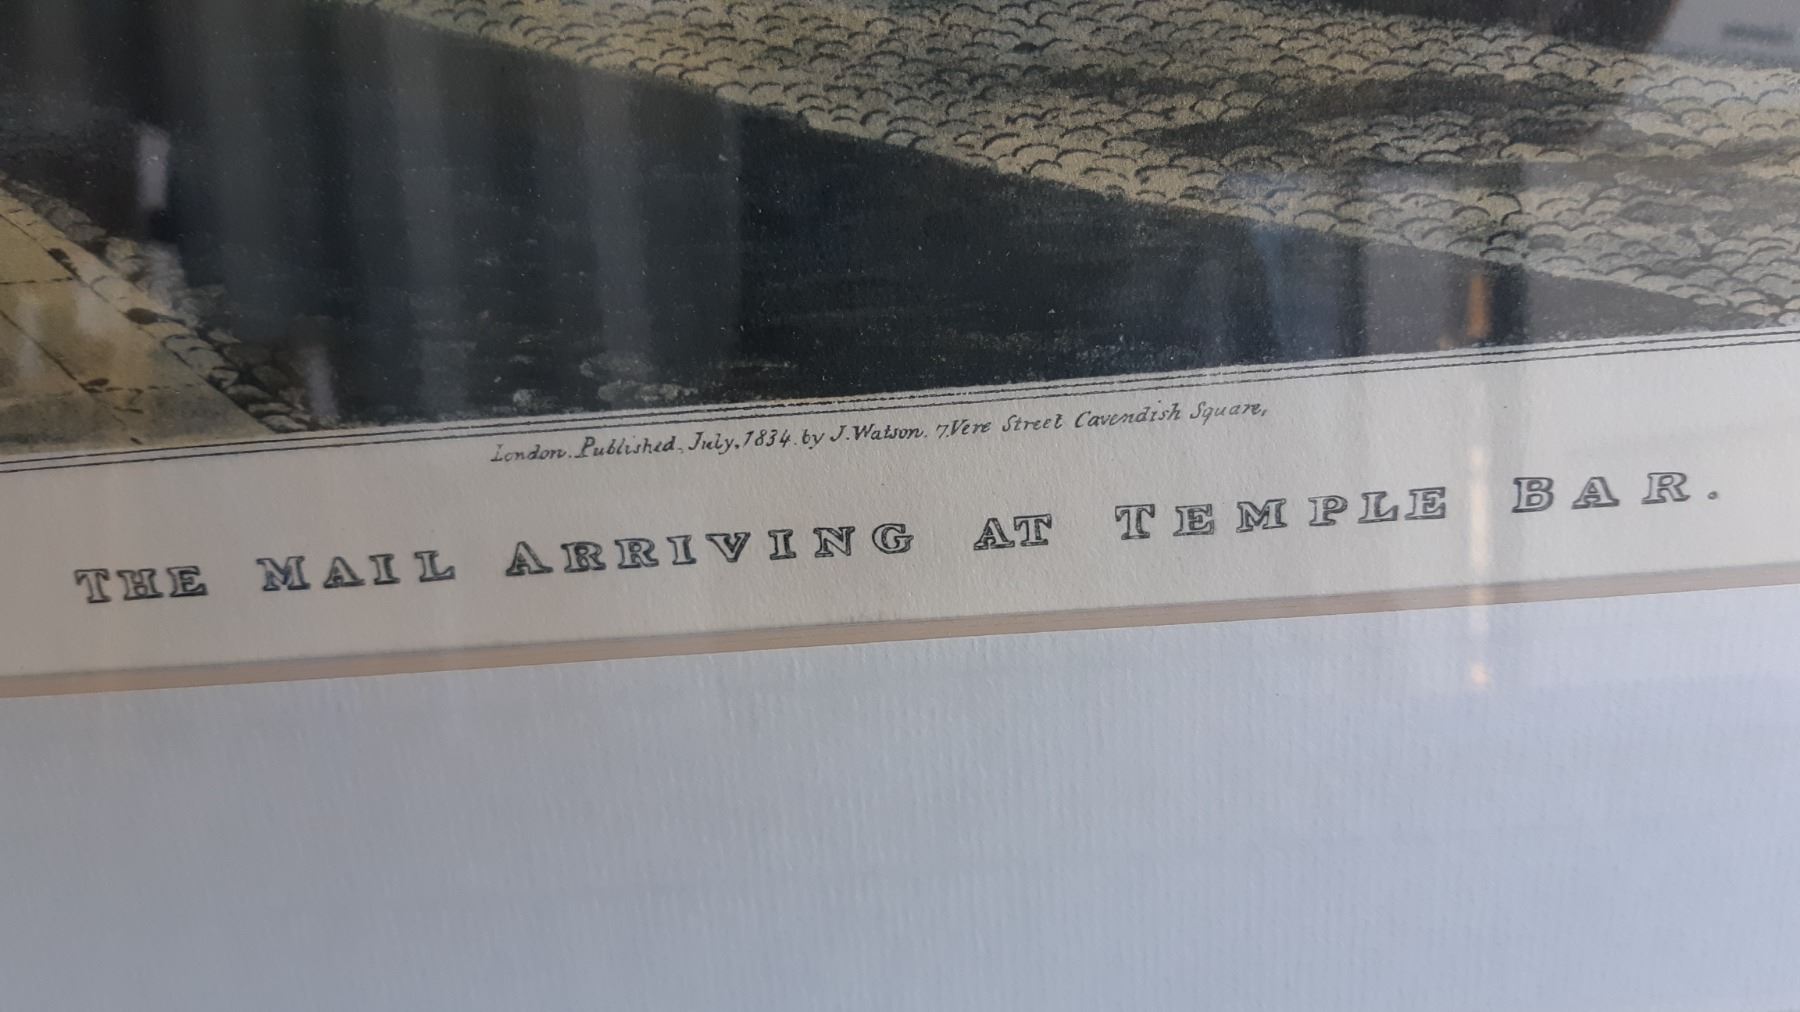 London. Published, July, 1834. by J. Watson. 7. Vere Street Cavendish Square,
THE MAIL ARRIVING AT TEMPLE BAR.